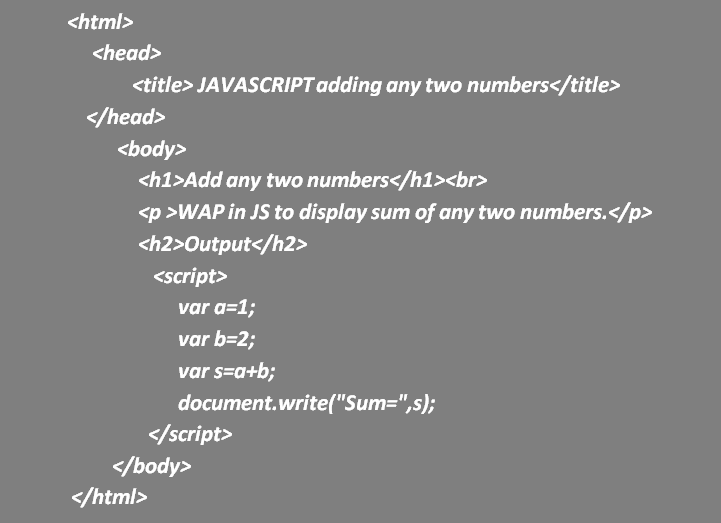 <html>
<head>
<title> JAVASCRIPT adding any two numbers</title>
</head>
<body>
<h1>Add any two numbers</h1><br>
<p >WAP in JS to display sum of any two numbers.</p>
<h2>Output</h2>
<script>
var a=1;
var b=2;
var s=a+b;
document.write("Sum=",s);
</script>
</body>
</html>